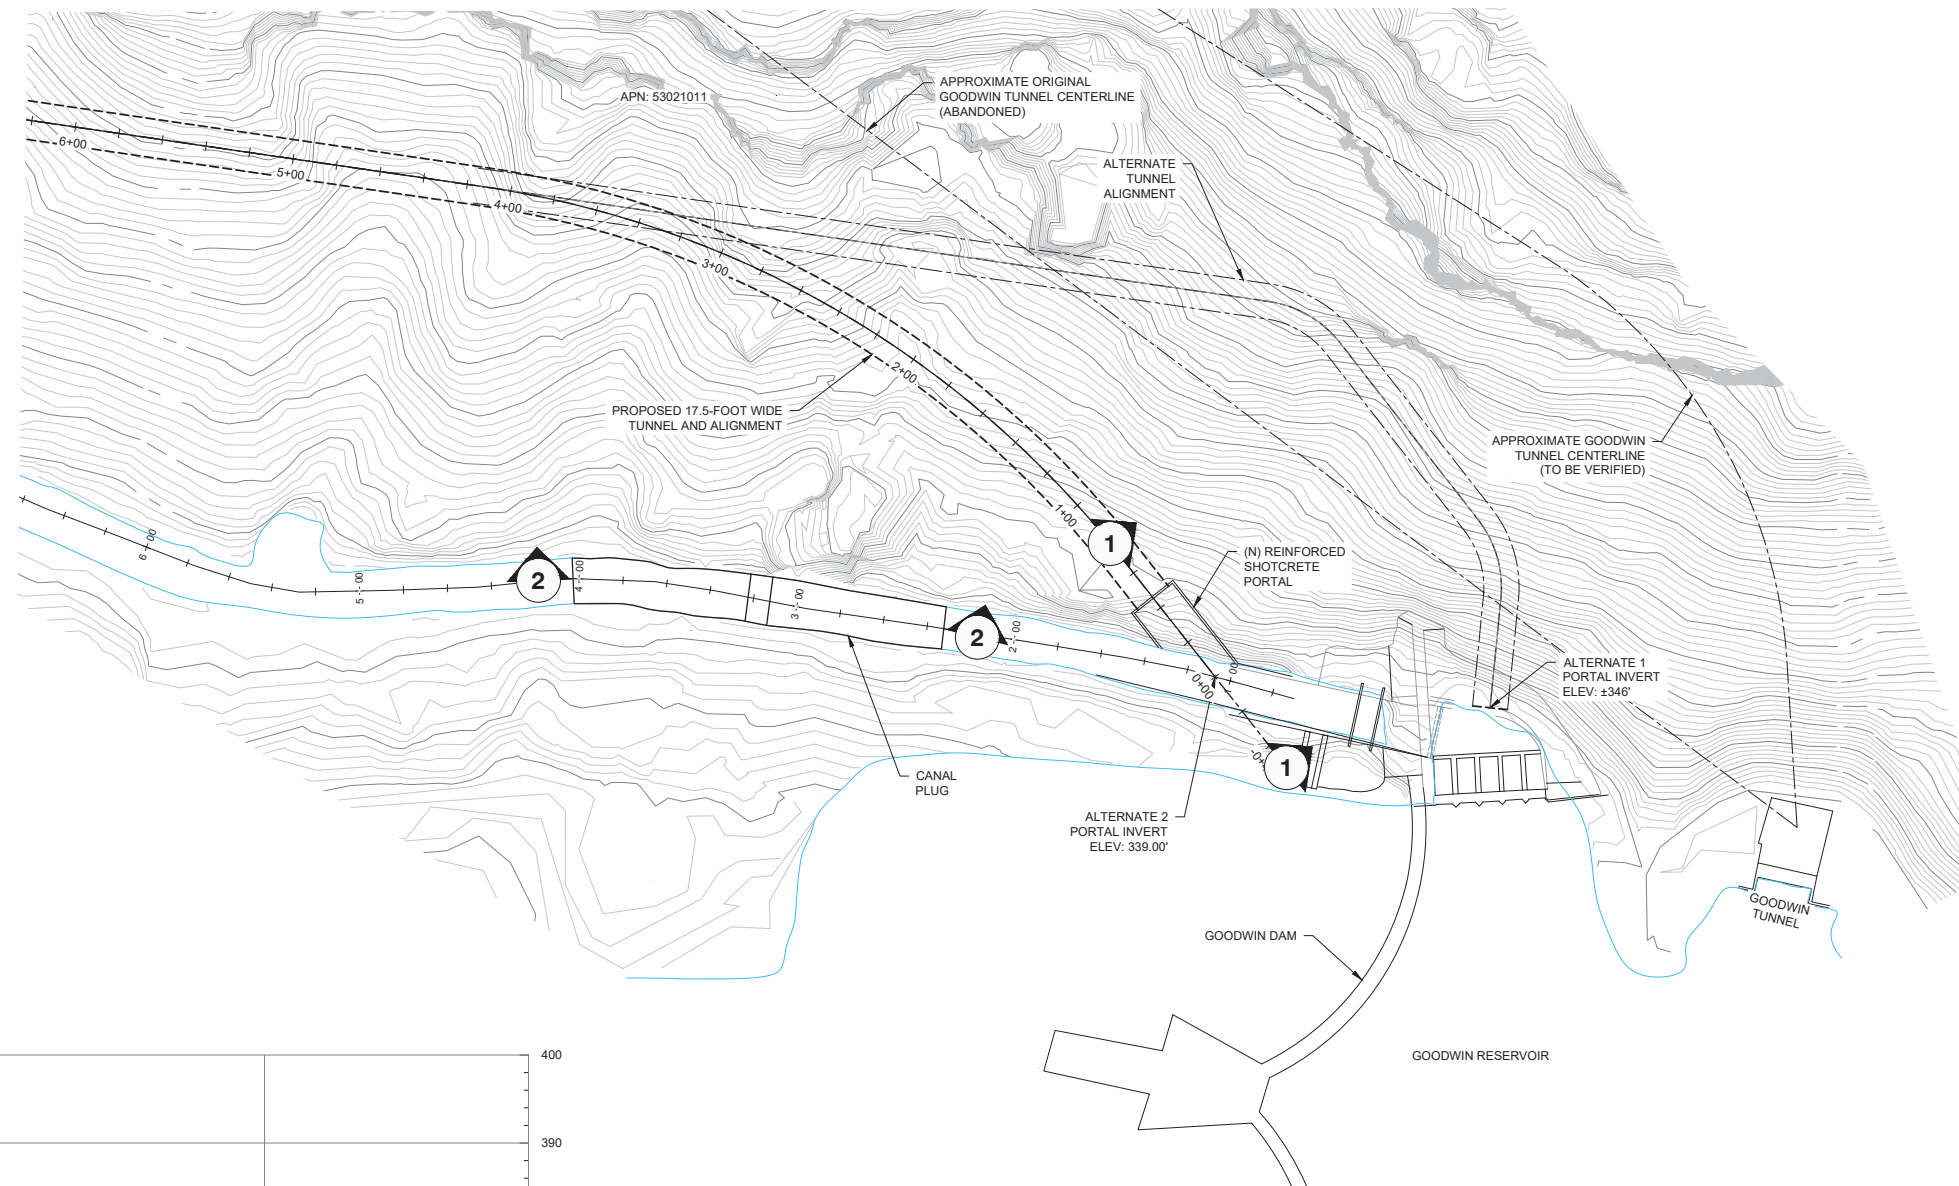 APPROXIMATE ORIGINAL
GOODWIN TUNNEL CENTERLINE
(ABANDONED)
APN: 53021011
6+00
5+00
4+00
3+00
2+00
1+00
0+00
ALTERNATE
TUNNEL
ALIGNMENT
PROPOSED 17.5-FOOT WIDE
TUNNEL AND ALIGNMENT
APPROXIMATE GOODWIN
TUNNEL CENTERLINE
(TO BE VERIFIED)
1
(N) REINFORCED
SHOTCRETE
PORTAL
6+00
5+00
2
4+00
3+00
2
2+00
ALTERNATE 1
PORTAL INVERT
ELEV: ±346'
1
CANAL
PLUG
ALTERNATE 2
PORTAL INVERT
ELEV: 339.00'
GOODWIN
TUNNEL
GOODWIN DAM
GOODWIN RESERVOIR
400
390